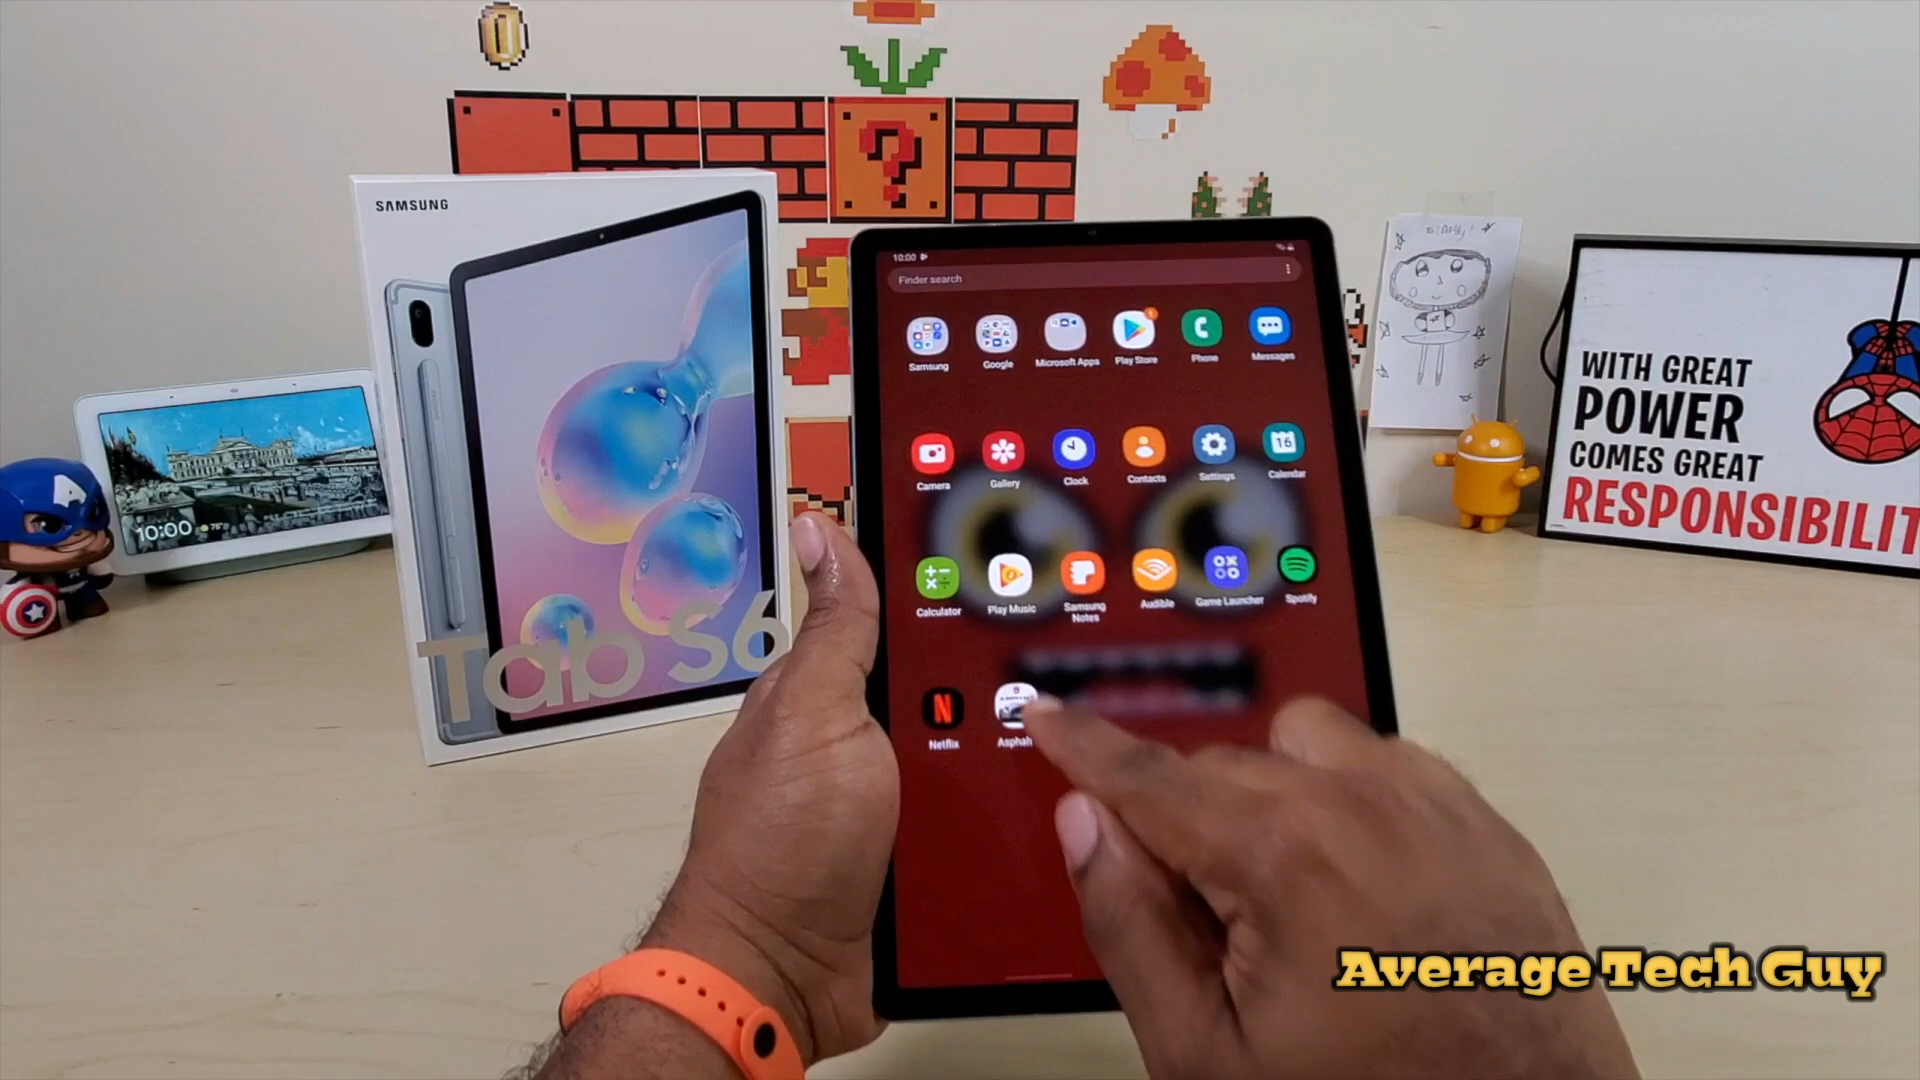 SAMSUNG
Tab S6
10:00
78°
10:00
Finder search
Samsung
Google
Microsoft Apps
Play Store
1
Phone
Messages
Camera
Gallery
Clock
Contacts
Settings
16
Calendar
Calculator
Play Music
Samsung
Notes
Audible
Game Launcher
Spotify
N
Netflix
Asphalt
?
WITH GREAT
POWER
COMES GREAT
RESPONSIBILIT
Average Tech Guy